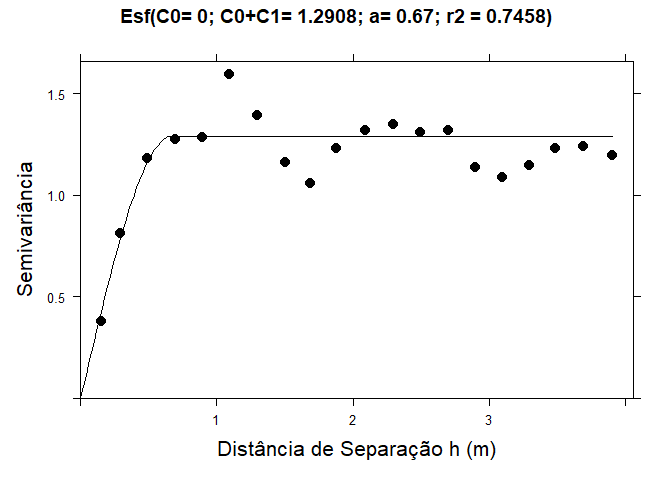 Esf(C0= 0; C0+C1= 1.2908; a= 0.67; r2 = 0.7458)
1.5
1.0
0.5
Semivariância
1 2 3
Distância de Separação h (m)